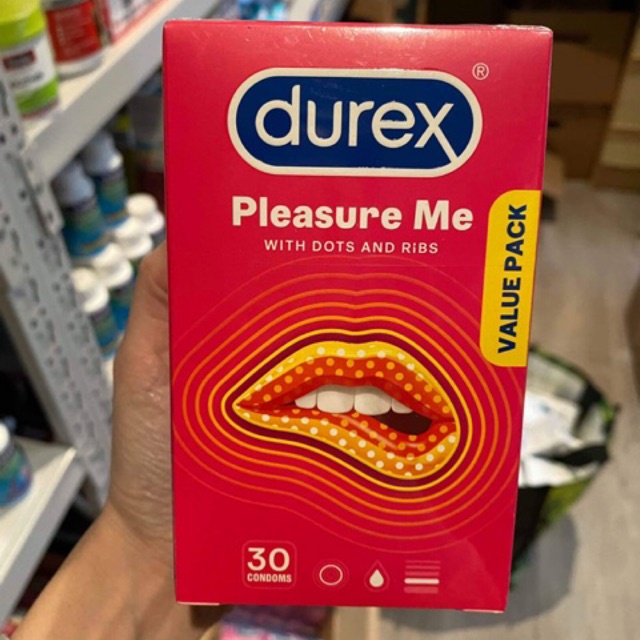 durex®
Pleasure Me
WITH DOTS AND RiBS
VALUE PACK
30
CONDOMS